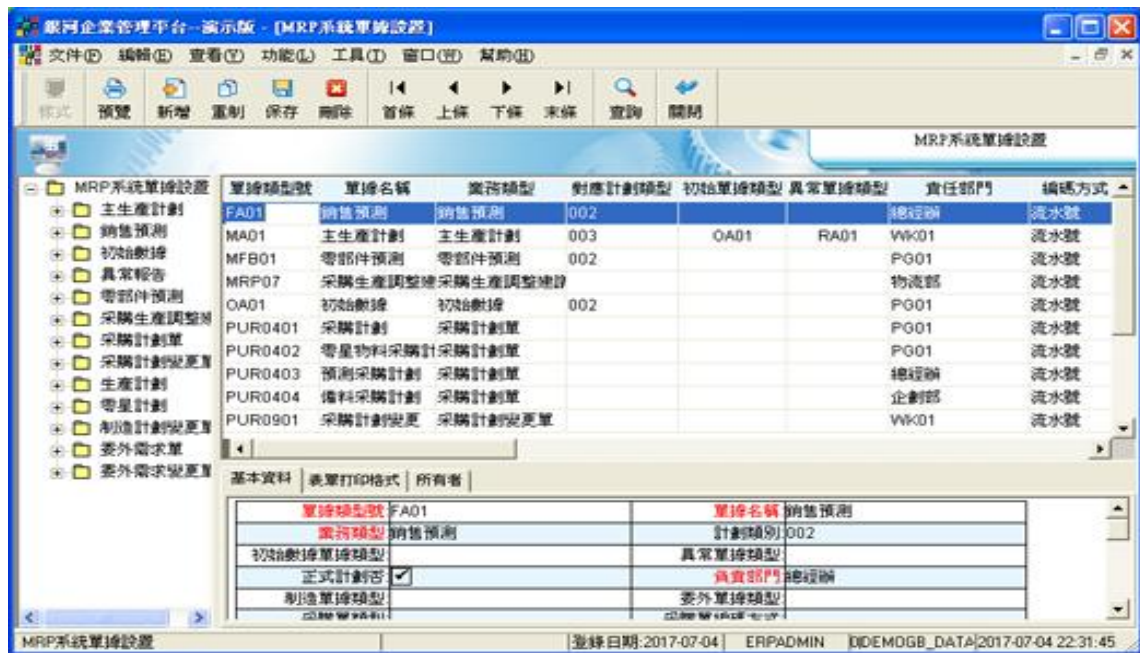 銀河企業管理平台--演示版 - [MRP系統單據設置]
文件(F) 編輯(E) 查看(Y) 功能(L) 工具(T) 窗口(W) 幫助(H)
格式 預覽 新增 重制 保存 刪除 首條 上條 下條 末條 查詢 關閉
MRP系統單據設置
MRP系統單據設置
主生產計劃
銷售預測
初始數據
異常報告
零部件預測
采購生產調整
采購計劃單
采購計劃變更單
生產計劃
零星計劃
制造計劃變更單
委外需求單
委外需求變更單
單據類型號 單據名稱 業務類型 對應計劃類型 初始單據類型 異常單據類型 責任部門 編碼方式
FA01 銷售預測 銷售預測 002 總經辦 流水號
MA01 主生產計劃 主生產計劃 003 OA01 RA01 WK01 流水號
MFB01 零部件預測 零部件預測 002 PG01 流水號
MRP07 采購生產調整建 采購生產調整建議 物流部 流水號
OA01 初始數據 初始數據 002 PG01 流水號
PUR0401 采購計劃 采購計劃單 PG01 流水號
PUR0402 零星物料采購計 采購計劃單 PG01 流水號
PUR0403 預測采購計劃 采購計劃單 總經辦 流水號
PUR0404 備料采購計劃 采購計劃單 企劃部 流水號
PUR0901 采購計劃變更 采購計劃變更單 WK01 流水號
基本資料 表單打印格式 所有者
單據類型號 FA01 單據名稱 銷售預測
業務類型 銷售預測 計劃類別 002
初始數據單據類型 異常單據類型
正式計劃否 負責部門 總經辦
制造單據類型 委外單據類型
MRP系統單據設置 登錄日期:2017-07-04 ERPADMIN DEMOGB_DATA 2017-07-04 22:31:45